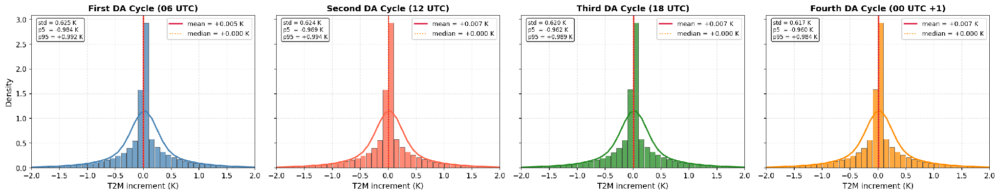 First DA Cycle (06 UTC)
std = 0.625 K
p5  = -0.984 K
p95 = +0.992 K
mean = +0.005 K
median = +0.000 K
Density
3.0
2.5
2.0
1.5
1.0
0.5
0.0
−2.0 −1.5 −1.0 −0.5 0.0 0.5 1.0 1.5 2.0
T2M increment (K)
Second DA Cycle (12 UTC)
std = 0.624 K
p5  = -0.969 K
p95 = +0.994 K
mean = +0.007 K
median = +0.000 K
−2.0 −1.5 −1.0 −0.5 0.0 0.5 1.0 1.5 2.0
T2M increment (K)
Third DA Cycle (18 UTC)
std = 0.620 K
p5  = -0.962 K
p95 = +0.989 K
mean = +0.007 K
median = +0.000 K
−2.0 −1.5 −1.0 −0.5 0.0 0.5 1.0 1.5 2.0
T2M increment (K)
Fourth DA Cycle (00 UTC +1)
std = 0.617 K
p5  = -0.960 K
p95 = +0.984 K
mean = +0.007 K
median = +0.000 K
−2.0 −1.5 −1.0 −0.5 0.0 0.5 1.0 1.5 2.0
T2M increment (K)